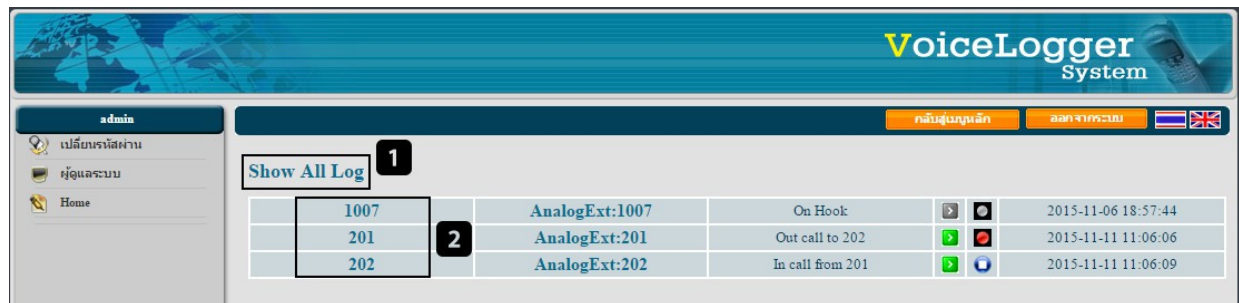 VoiceLogger
System
admin
กลับสู่เมนูหลัก
ออกจากระบบ
เปลี่ยนรหัสผ่าน
ผู้ดูแลระบบ
Home
Show All Log
1
1007 AnalogExt:1007 On Hook 2015-11-06 18:57:44
201 2 AnalogExt:201 Out call to 202 2015-11-11 11:06:06
202 AnalogExt:202 In call from 201 2015-11-11 11:06:09